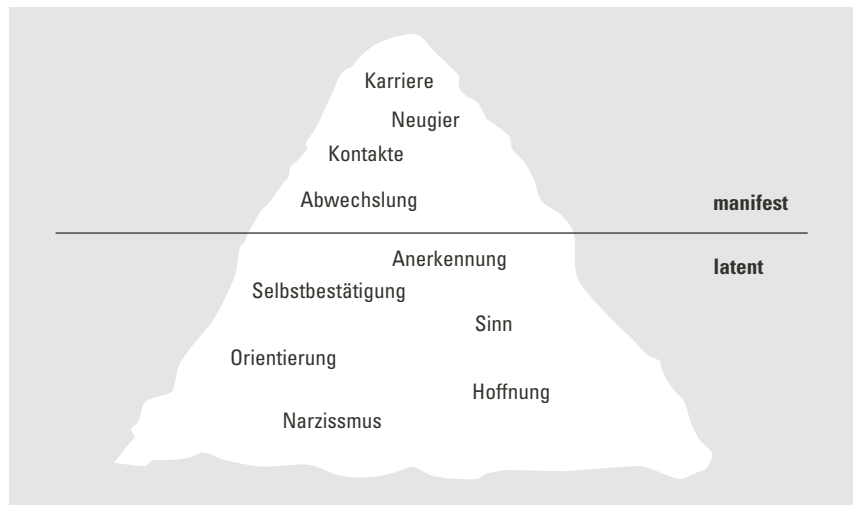 Karriere
Neugier
Kontakte
Abwechslung
manifest
Anerkennung
latent
Selbstbestätigung
Sinn
Orientierung
Hoffnung
Narzissmus